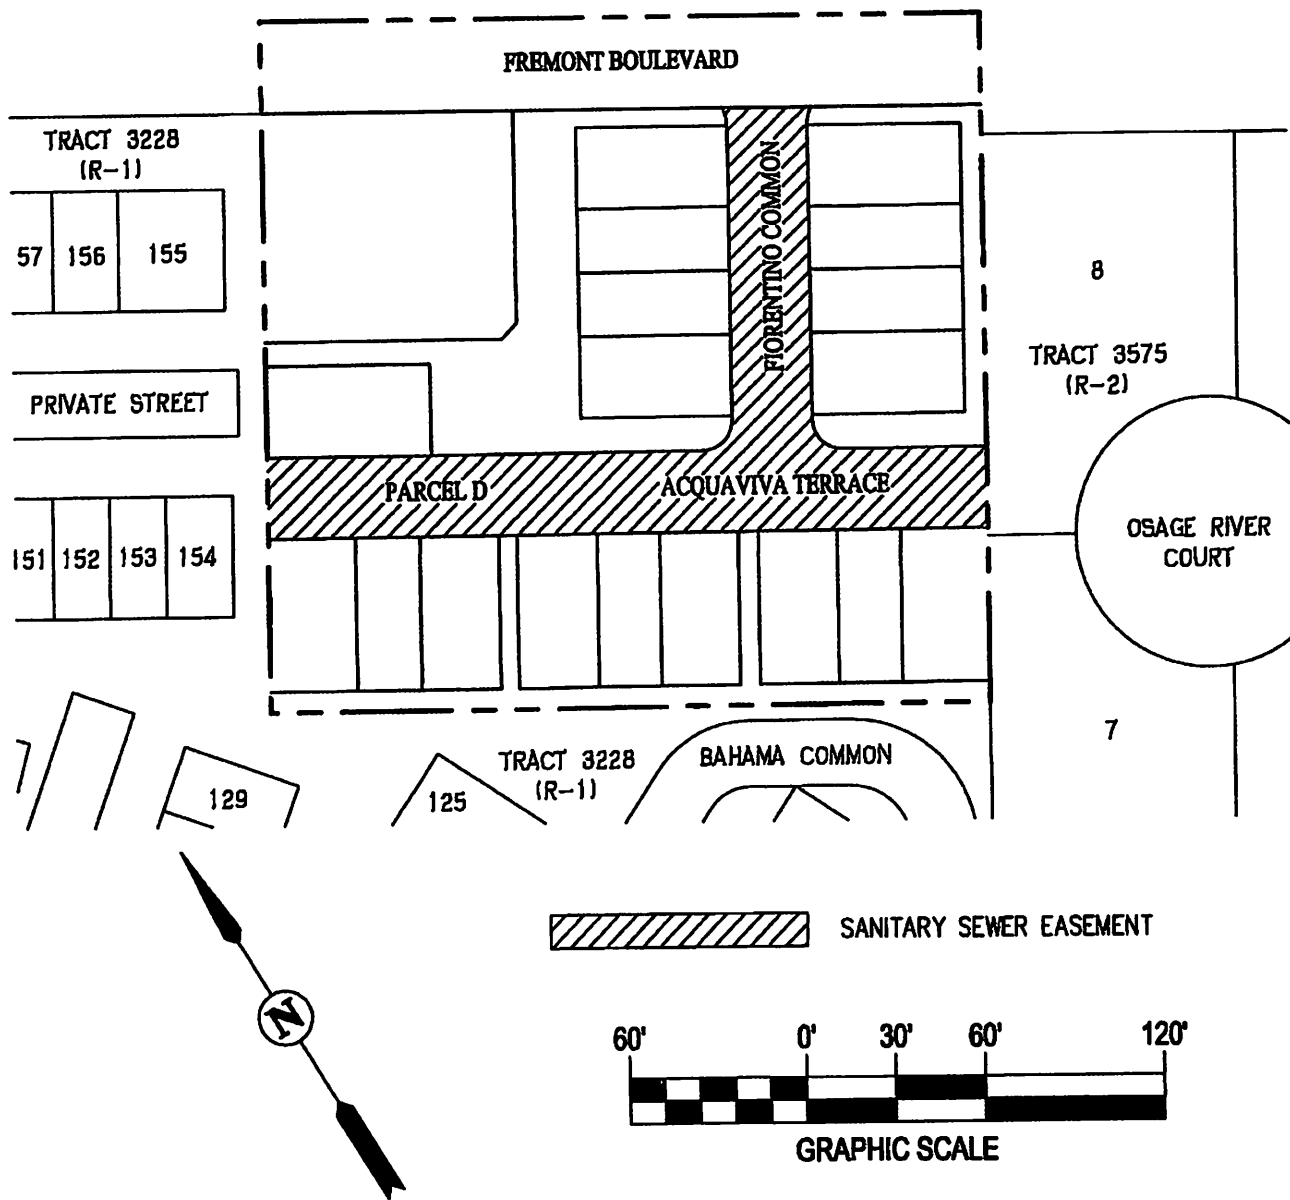 FREMONT BOULEVARD
TRACT 3228
(R-1)
57 156 155
FIORENTINO COMMON
8
TRACT 3575
(R-2)
PRIVATE STREET
PARCEL D
ACQUAVIVA TERRACE
OSAGE RIVER
COURT
151 152 153 154
7
TRACT 3228
(R-1)
BAHAMA COMMON
129
125
SANITARY SEWER EASEMENT
N
60' 0' 30' 60' 120'
GRAPHIC SCALE